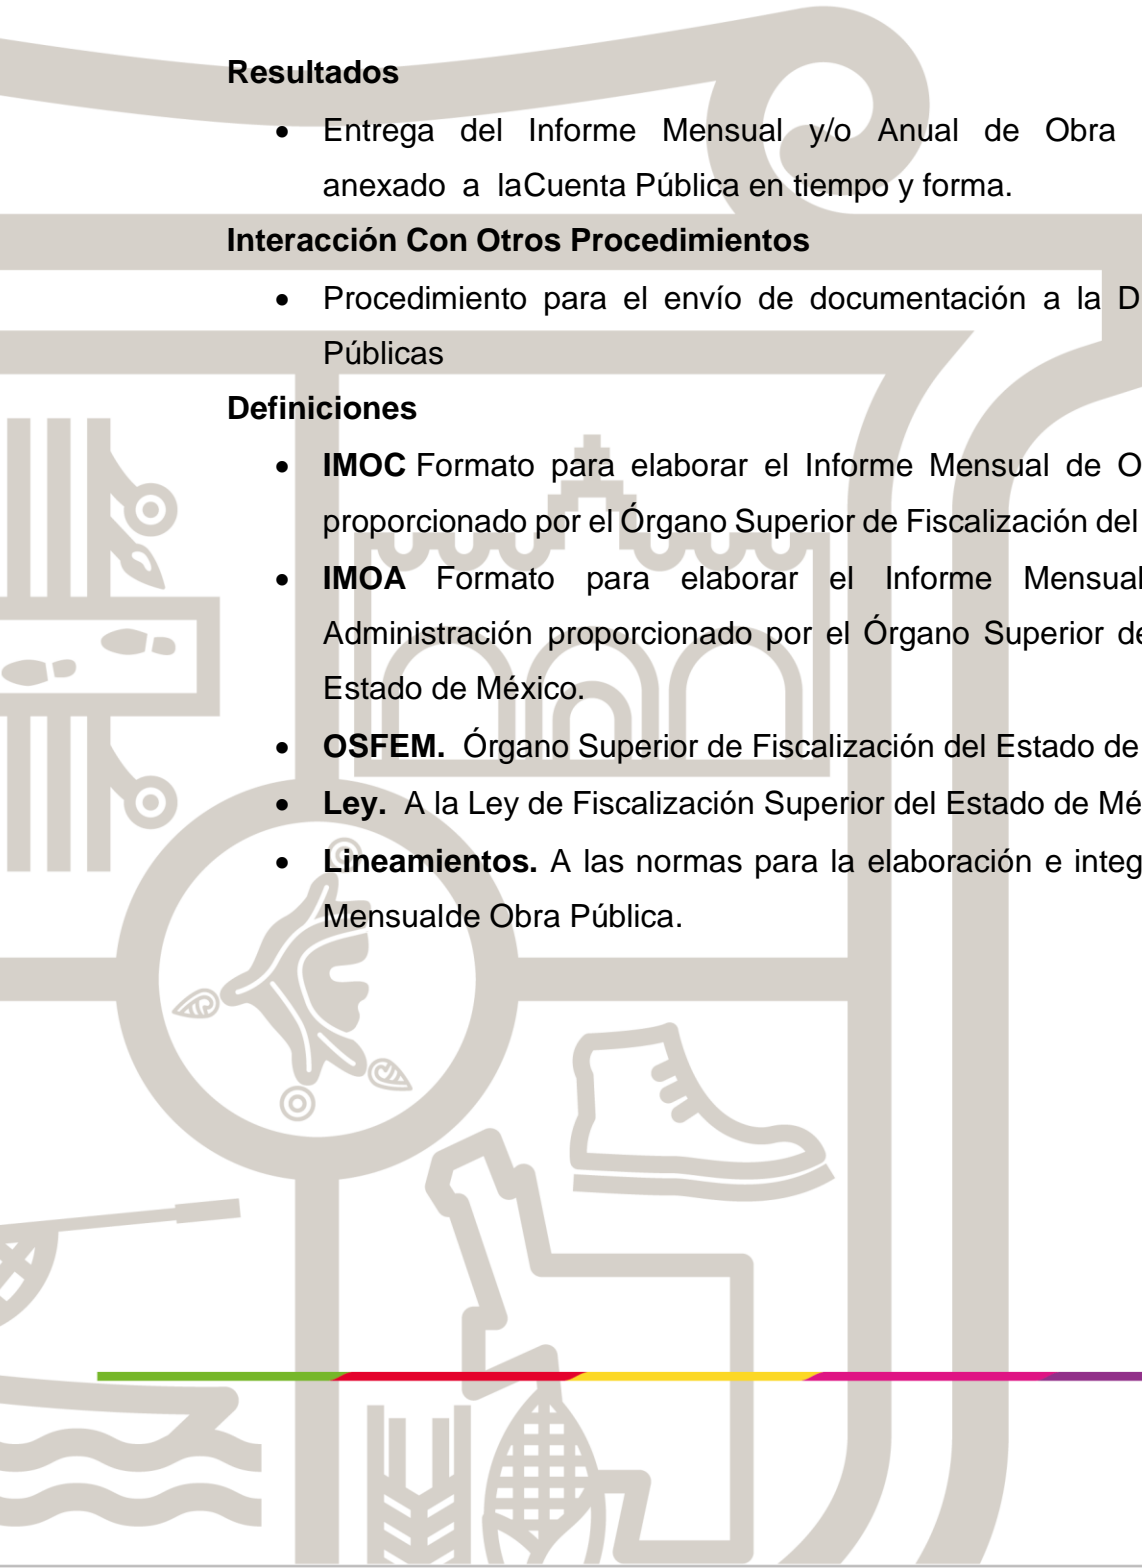 Resultados
• Entrega del Informe Mensual y/o Anual de Obra
anexado a laCuenta Pública en tiempo y forma.
Interacción Con Otros Procedimientos
• Procedimiento para el envío de documentación a la
Públicas
Definiciones
• IMOC Formato para elaborar el Informe Mensual de
proporcionado por el Órgano Superior de Fiscalización del
• IMOA Formato para elaborar el Informe Mensual
Administración proporcionado por el Órgano Superior de
Estado de México.
• OSFEM. Órgano Superior de Fiscalización del Estado de
• Ley. A la Ley de Fiscalización Superior del Estado de
• Lineamientos. A las normas para la elaboración e
Mensualde Obra Pública.